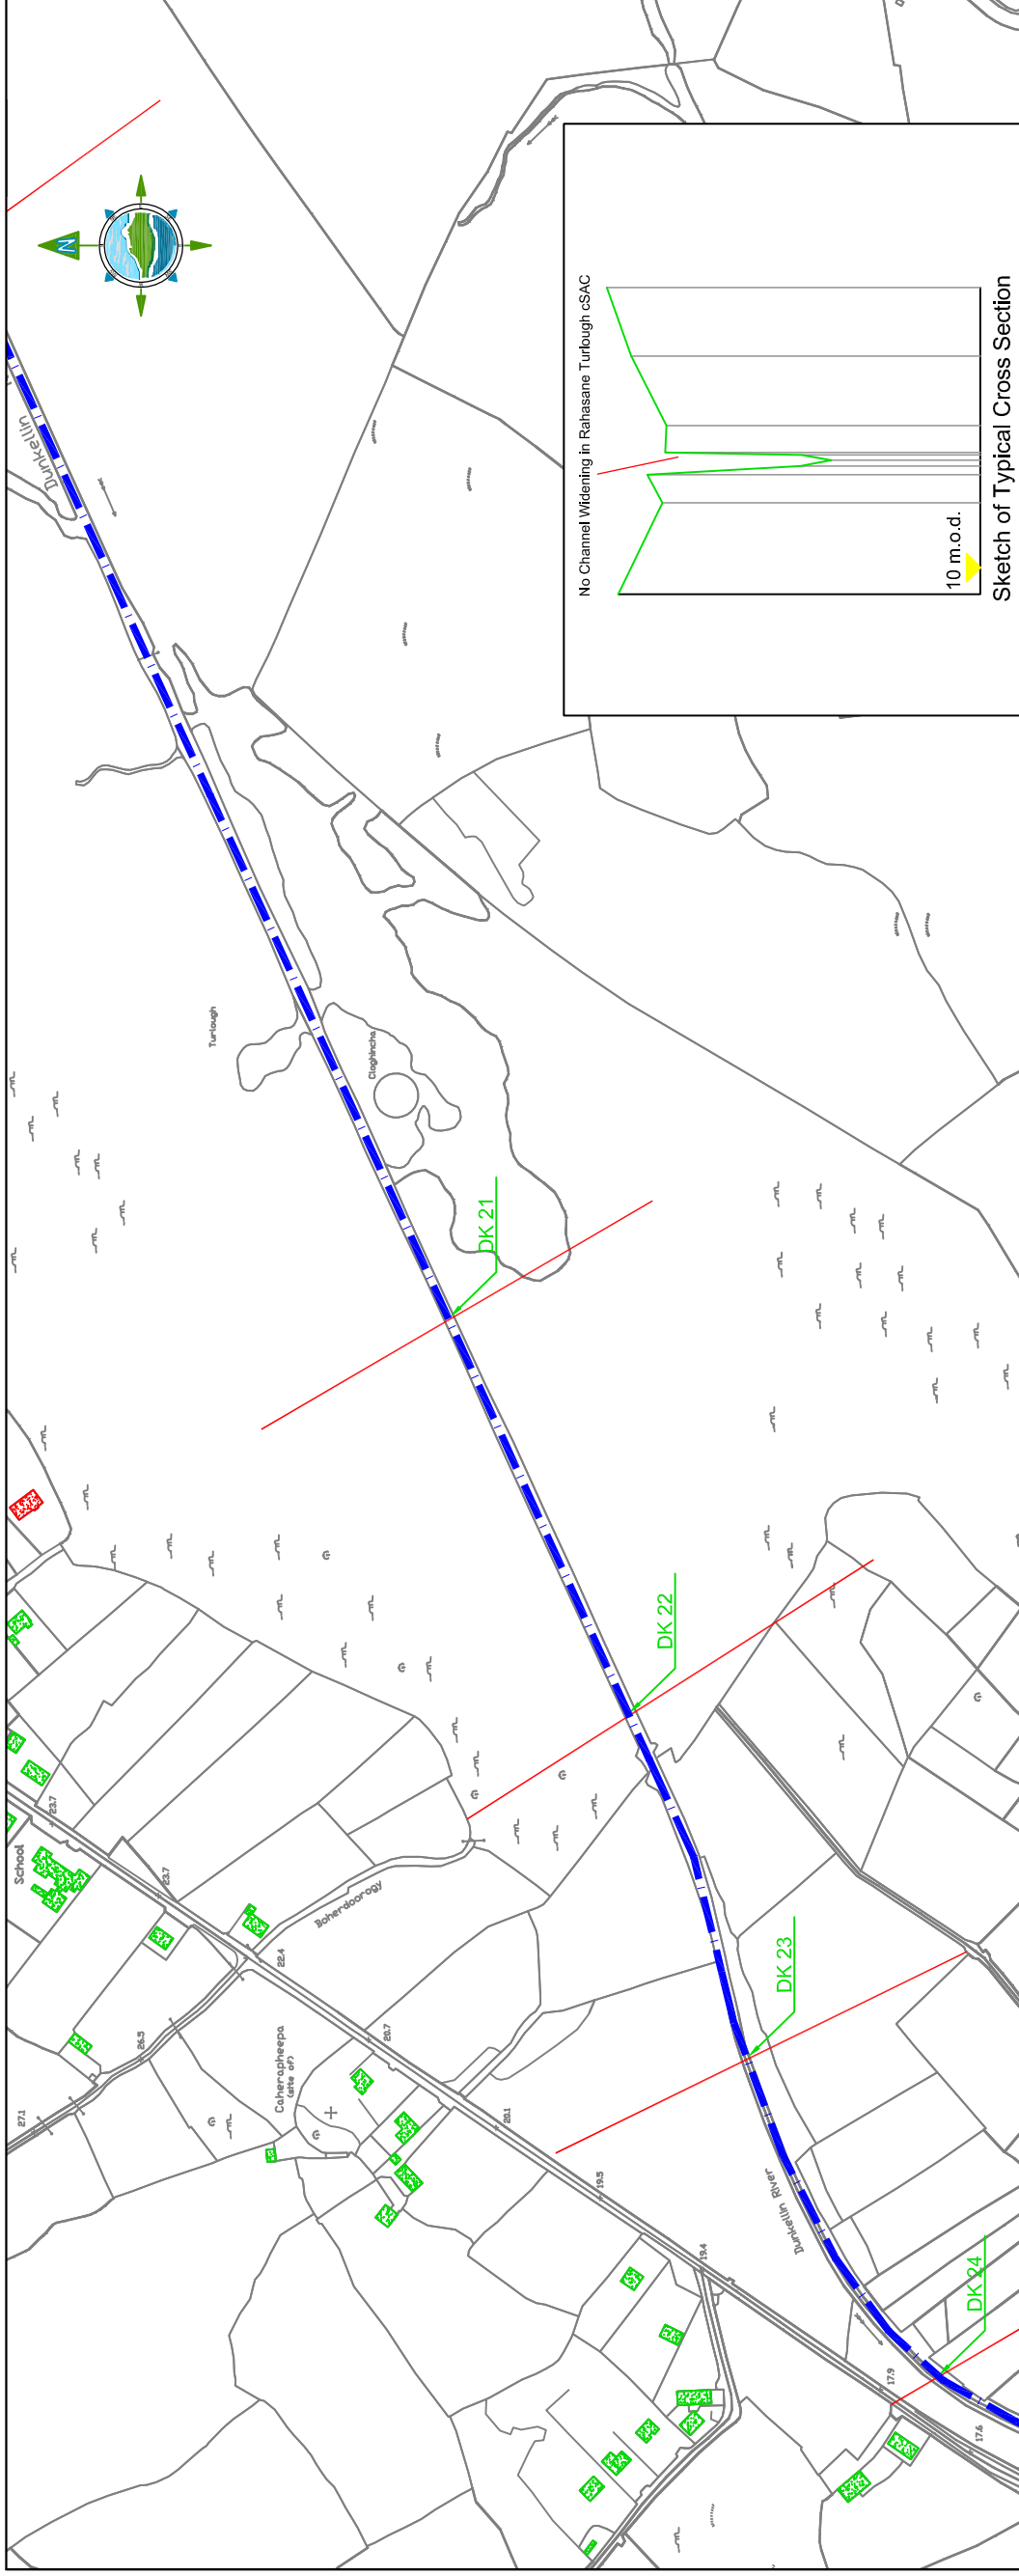 N
Dunkellin
No Channel Widening in Rahasane Turlough cSAC
10 m.o.d.
Sketch of Typical Cross Section
Turlough
Cloghincha
DK 21
DK 22
School
23.7
23.7
22.4
Boherdoorogy
26.5
27.1
Caherapheepa
(site of)
20.7
20.1
19.5
19.4
DK 23
Dunkellin River
DK 24
17.9
17.6